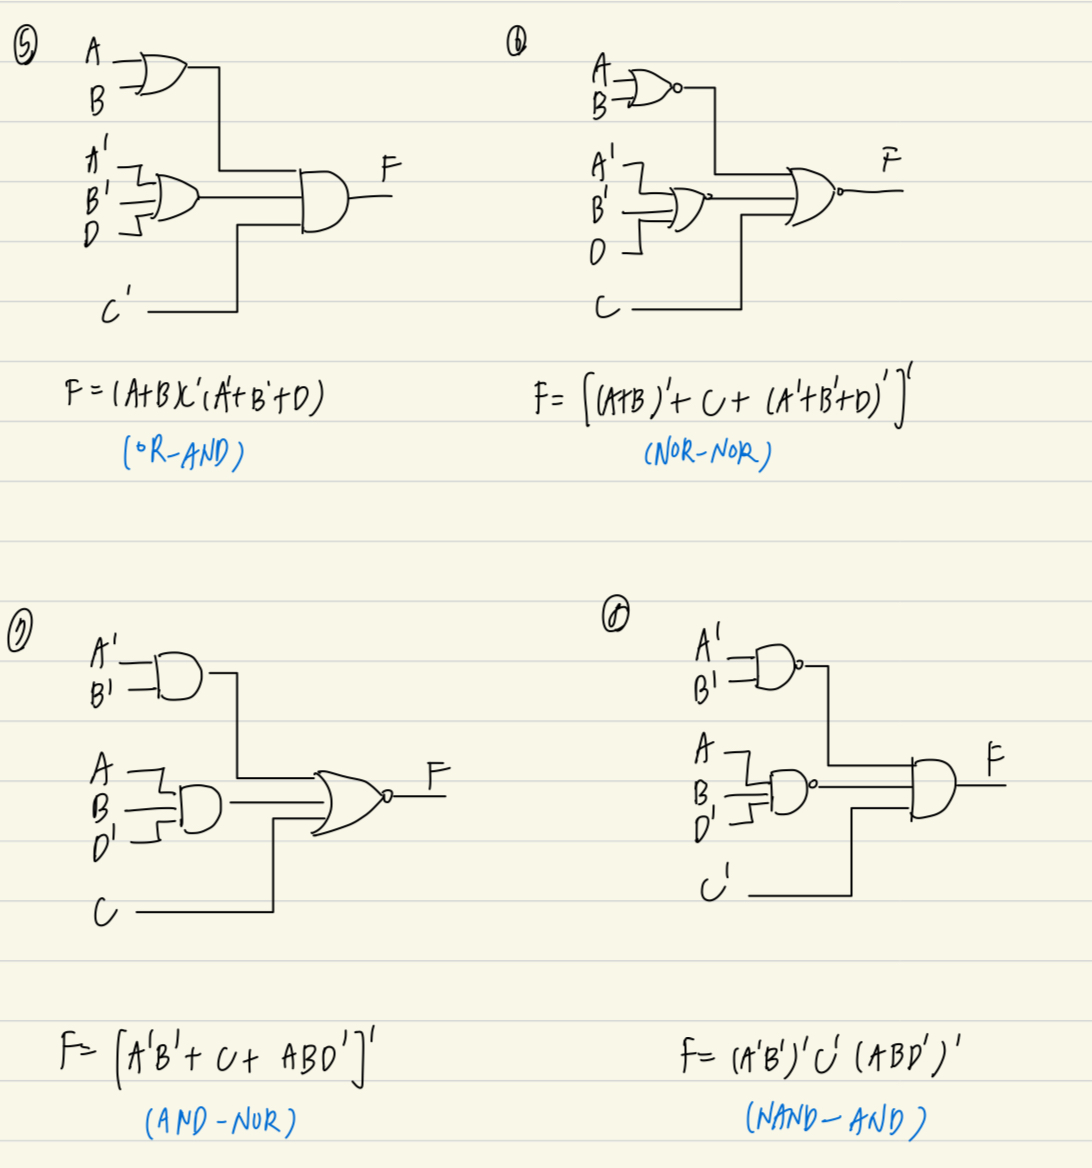 ⑤
A
B
A'
B'
D
C'
F
F = (A+B)C'(A'+B'+D)
(OR-AND)
⑥
A
B
A'
B'
D
C
F
F= [(A+B)'+ C + (A'+B'+D)']'
(NOR-NOR)
⑦
A'
B'
A
B
D'
C
F
F= [A'B'+ C + ABD']'
(AND-NOR)
⑧
A'
B'
A
B
D'
C'
F
F= (A'B')'C' (ABD')'
(NAND-AND)